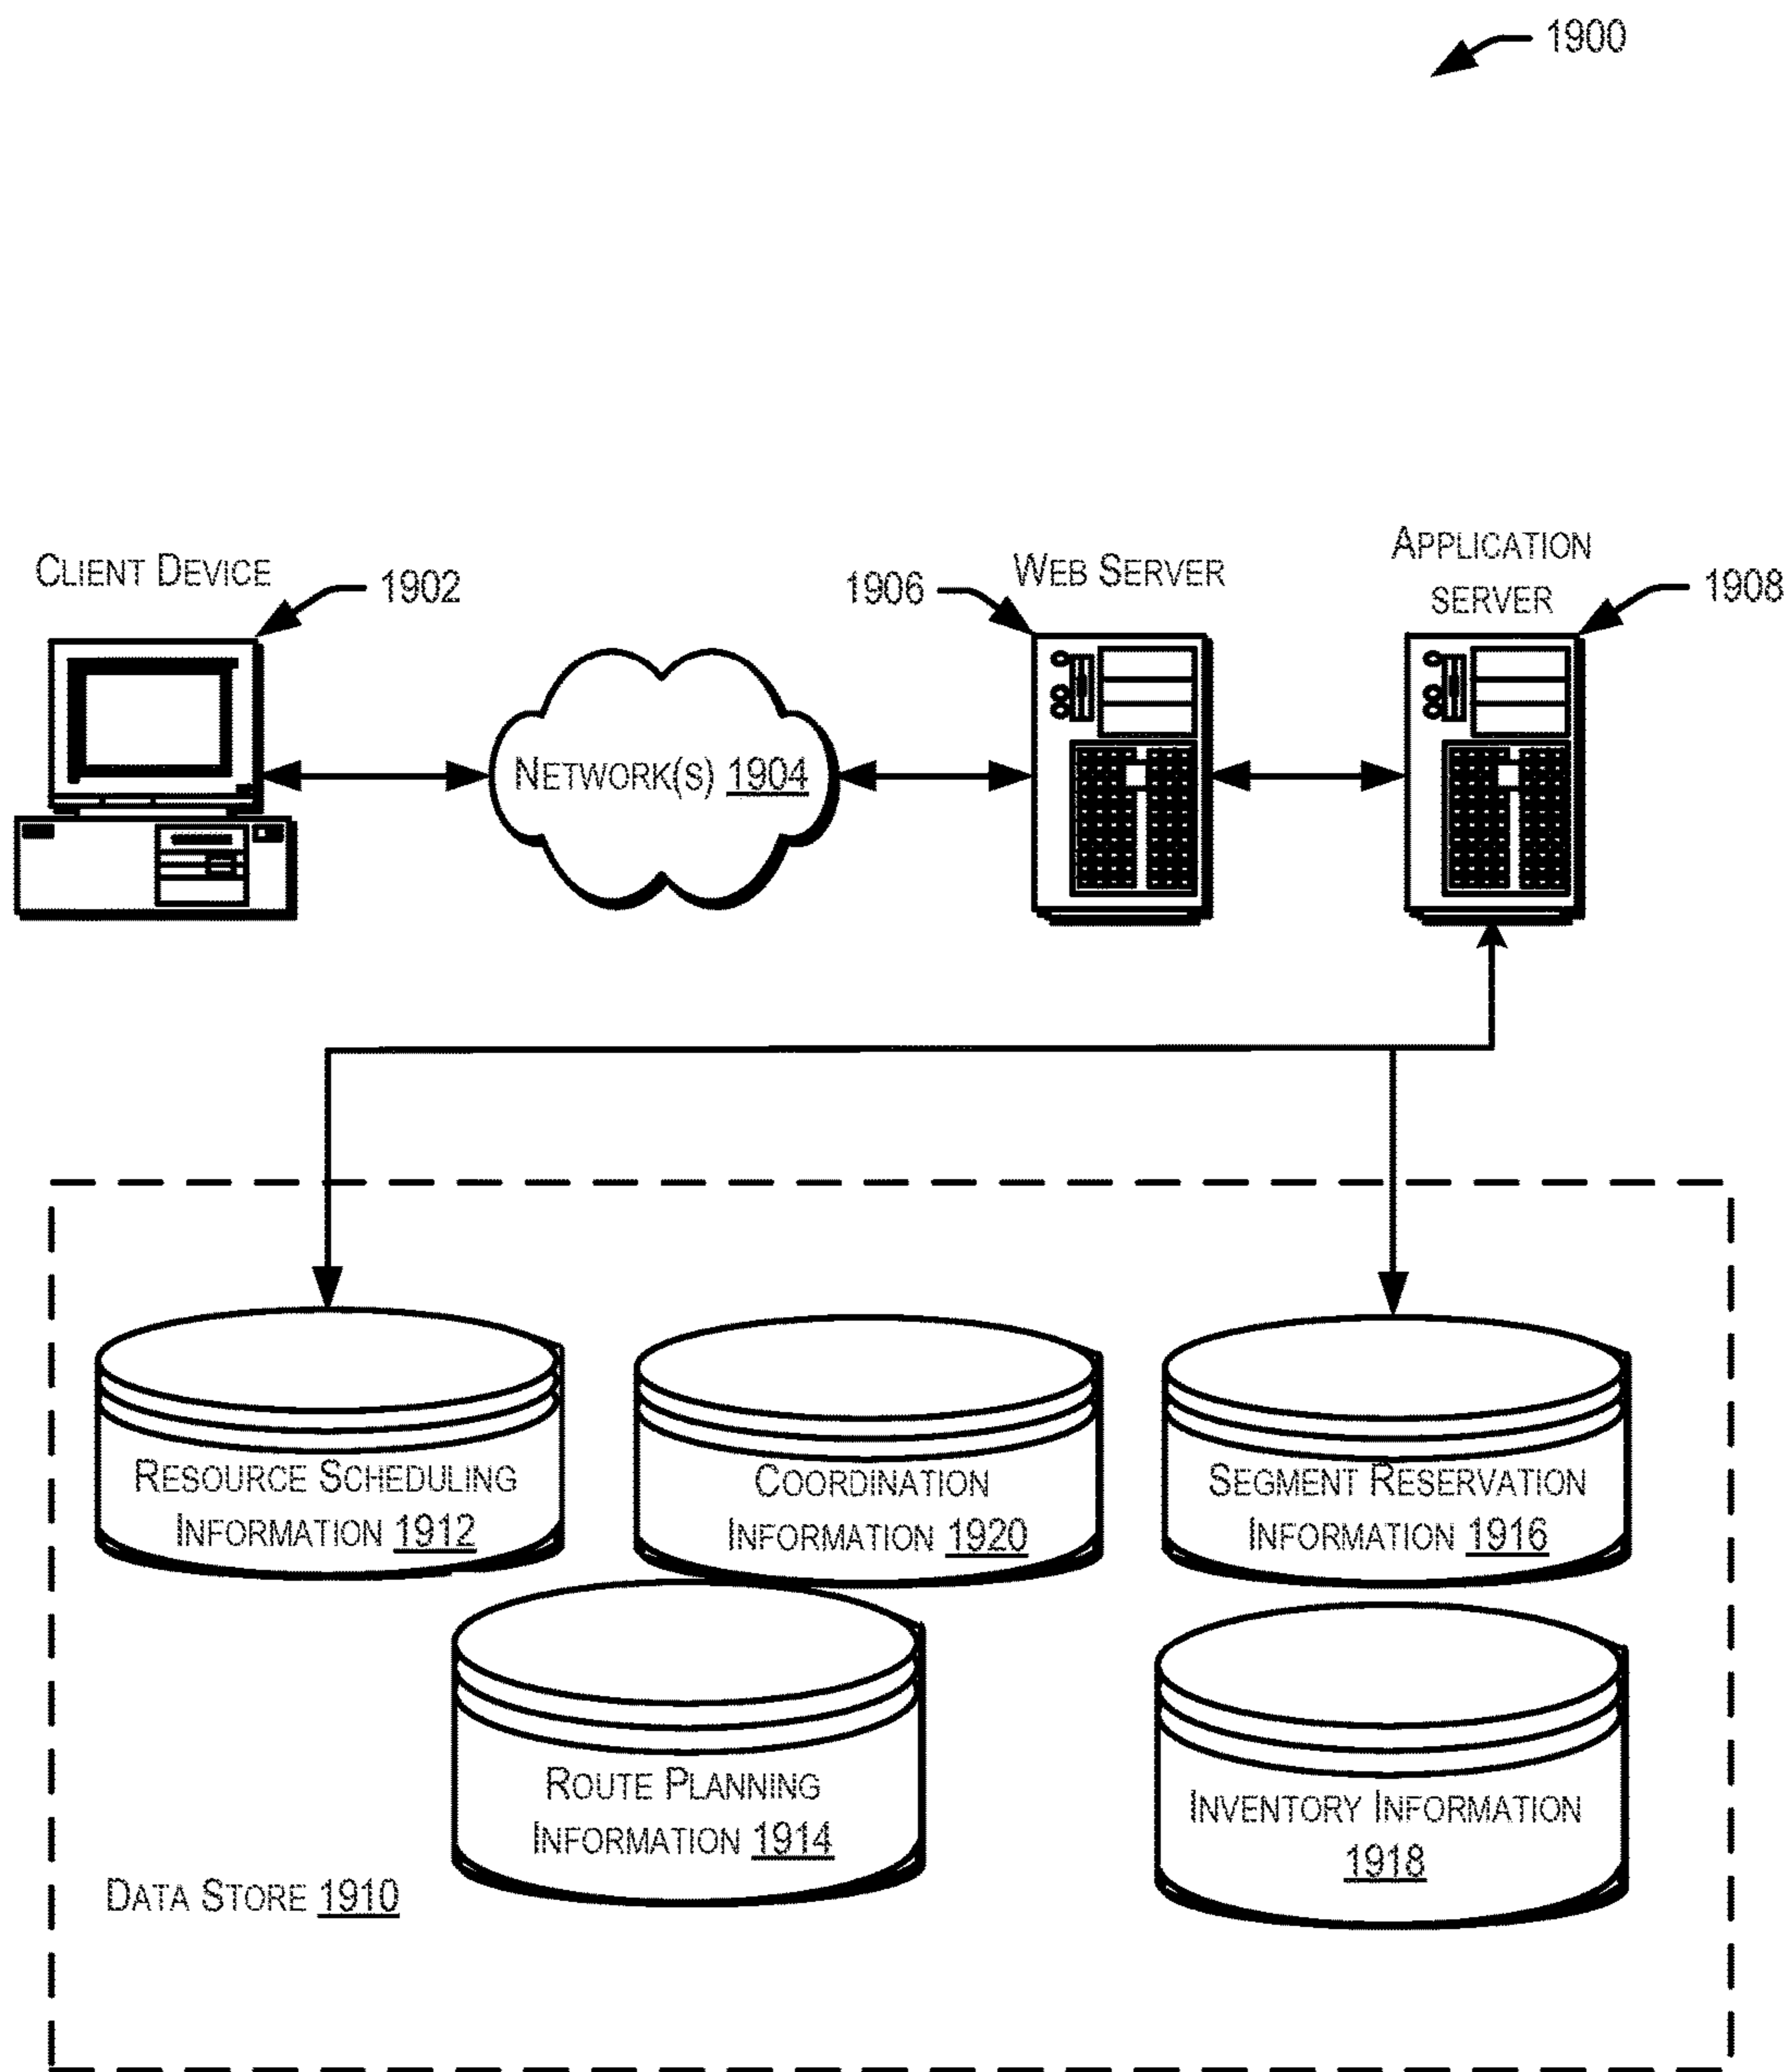 1900
CLIENT DEVICE
1902
1906
WEB SERVER
APPLICATION
SERVER
1908
NETWORK(S) 1904
RESOURCE SCHEDULING
INFORMATION 1912
COORDINATION
INFORMATION 1920
SEGMENT RESERVATION
INFORMATION 1916
ROUTE PLANNING
INFORMATION 1914
INVENTORY INFORMATION
1918
DATA STORE 1910